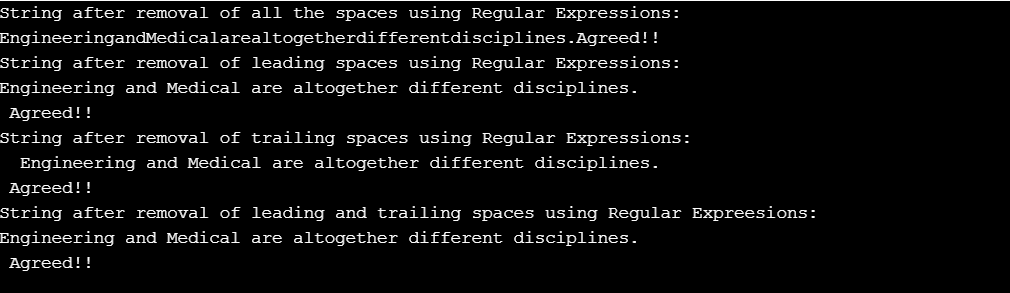 String after removal of all the spaces using Regular Expressions:
EngineeringandMedicalarealtogetherdifferentdisciplines.Agreed!!
String after removal of leading spaces using Regular Expressions:
Engineering and Medical are altogether different disciplines.
 Agreed!!
String after removal of trailing spaces using Regular Expressions:
  Engineering and Medical are altogether different disciplines.
 Agreed!!
String after removal of leading and trailing spaces using Regular Expreesions:
Engineering and Medical are altogether different disciplines.
 Agreed!!